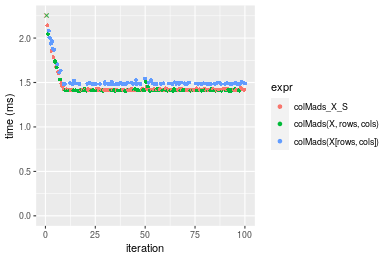 time (ms)
2.0
1.5
1.0
0.5
0.0
0
25
50
75
100
iteration
expr
colMads_X_S
colMads(X, rows, cols)
colMads(X[rows, cols])